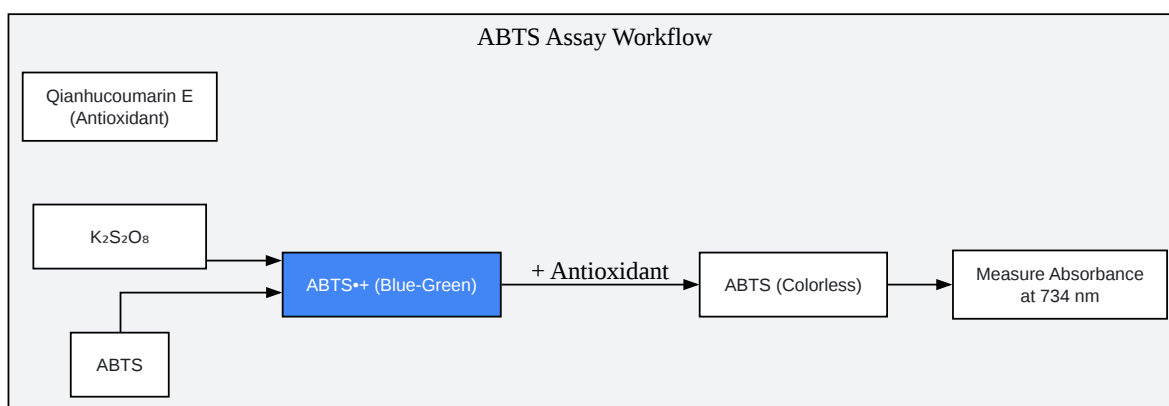 ABTS Assay Workflow
Qianhucoumarin E
(Antioxidant)
K₂S₂O₈
ABTS
ABTS•+ (Blue-Green)
+ Antioxidant
ABTS (Colorless)
Measure Absorbance
at 734 nm